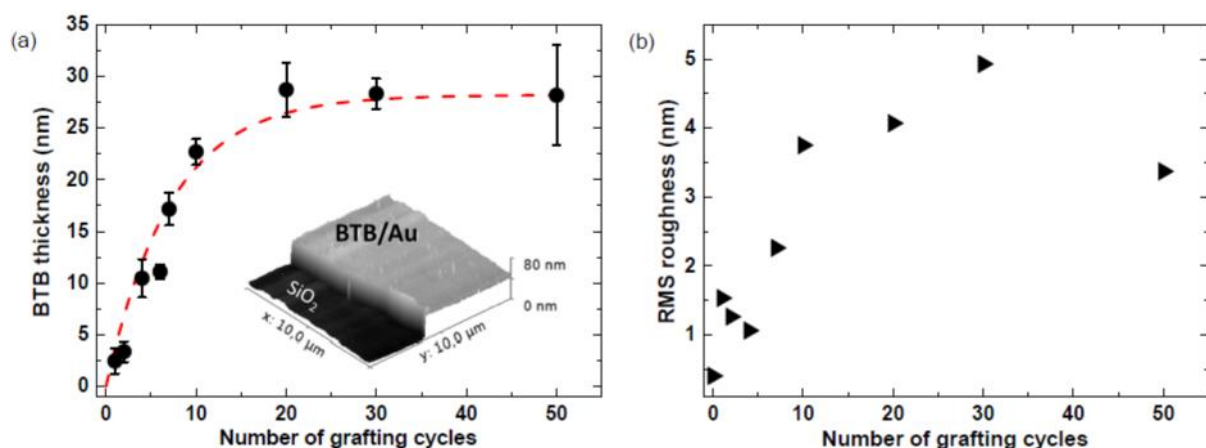 (a)
35
30
25
20
15
10
5
0
BTB thickness (nm)
BTB/Au
SiO₂
80 nm
0 nm
x: 10,0 µm
y: 10,0 µm
0 10 20 30 40 50
Number of grafting cycles
(b)
5
4
3
2
1
RMS roughness (nm)
0 10 20 30 40 50
Number of grafting cycles